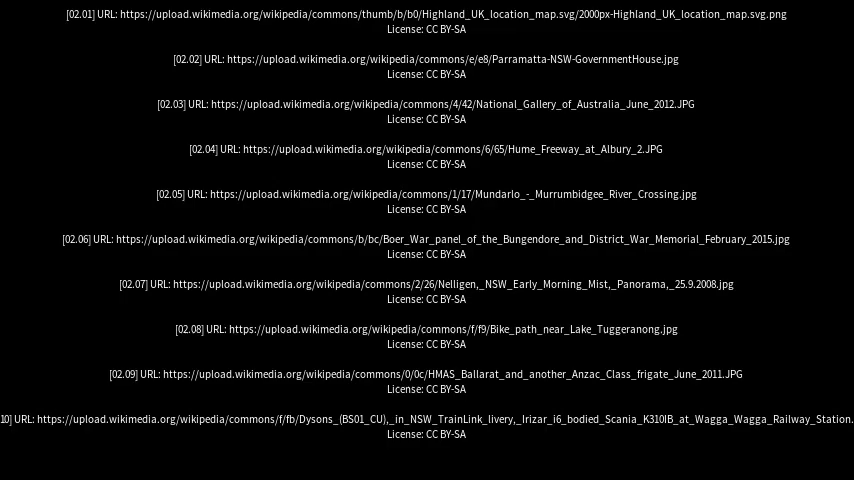 [02.01] URL: https://upload.wikimedia.org/wikipedia/commons/thumb/b/b0/Highland_UK_location_map.svg/2000px-Highland_UK_location_map.svg.png
License: CC BY-SA
[02.02] URL: https://upload.wikimedia.org/wikipedia/commons/e/e8/Parramatta-NSW-GovernmentHouse.jpg
License: CC BY-SA
[02.03] URL: https://upload.wikimedia.org/wikipedia/commons/4/42/National_Gallery_of_Australia_June_2012.JPG
License: CC BY-SA
[02.04] URL: https://upload.wikimedia.org/wikipedia/commons/6/65/Hume_Freeway_at_Albury_2.JPG
License: CC BY-SA
[02.05] URL: https://upload.wikimedia.org/wikipedia/commons/1/17/Mundarlo_-_Murrumbidgee_River_Crossing.jpg
License: CC BY-SA
[02.06] URL: https://upload.wikimedia.org/wikipedia/commons/b/bc/Boer_War_panel_of_the_Bungendore_and_District_War_Memorial_February_2015.jpg
License: CC BY-SA
[02.07] URL: https://upload.wikimedia.org/wikipedia/commons/2/26/Nelligen,_NSW_Early_Morning_Mist,_Panorama,_25.9.2008.jpg
License: CC BY-SA
[02.08] URL: https://upload.wikimedia.org/wikipedia/commons/f/f9/Bike_path_near_Lake_Tuggeranong.jpg
License: CC BY-SA
[02.09] URL: https://upload.wikimedia.org/wikipedia/commons/0/0c/HMAS_Ballarat_and_another_Anzac_Class_frigate_June_2011.JPG
License: CC BY-SA
10] URL: https://upload.wikimedia.org/wikipedia/commons/f/fb/Dysons_(BS01_CU),_in_NSW_TrainLink_livery,_Irizar_i6_bodied_Scania_K310IB_at_Wagga_Wagga_Railway_Station.
License: CC BY-SA